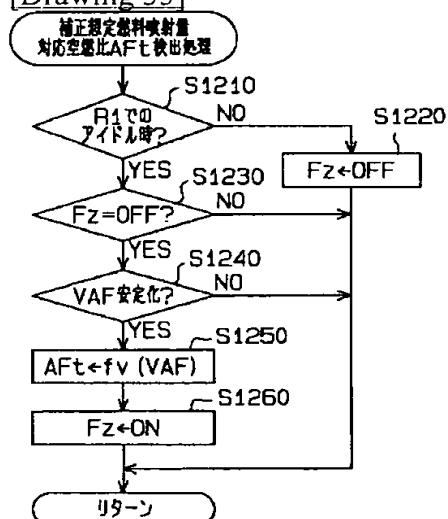 [Drawing 35]
補正想定燃料噴射量
対応空燃比AFt検出処理
S1210
R1での
アイドル時?
NO
S1220
Fz←OFF
YES
S1230
Fz=OFF?
NO
YES
S1240
VAF安定化?
NO
YES
S1250
AFt←fv(VAF)
S1260
Fz←ON
リターン